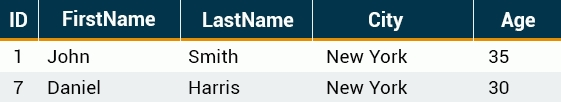 ID FirstName LastName City Age
1 John Smith New York 35
7 Daniel Harris New York 30